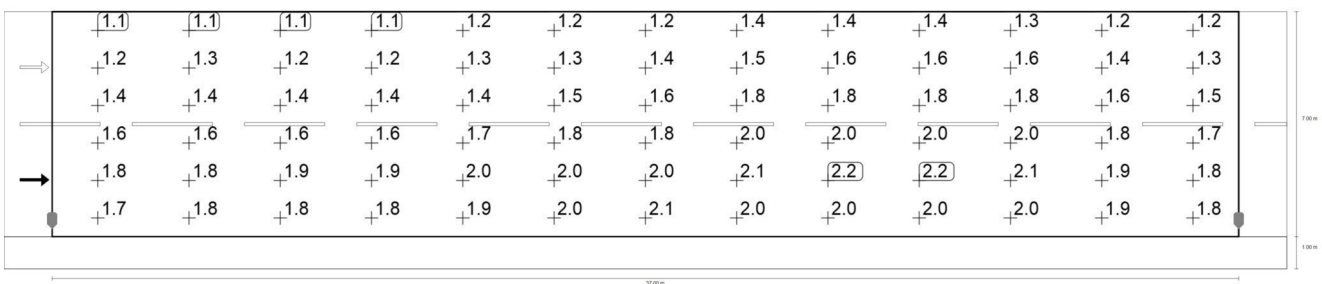 1.1 1.1 1.1 1.1 1.2 1.2 1.2 1.4 1.4 1.4 1.3 1.2 1.2
1.2 1.3 1.2 1.2 1.3 1.3 1.4 1.5 1.6 1.6 1.6 1.4 1.3
1.4 1.4 1.4 1.4 1.4 1.5 1.6 1.8 1.8 1.8 1.8 1.6 1.5
7.00 m
1.6 1.6 1.6 1.6 1.7 1.8 1.8 2.0 2.0 2.0 2.0 1.8 1.7
1.8 1.8 1.9 1.9 2.0 2.0 2.0 2.1 2.2 2.2 2.1 1.9 1.8
1.7 1.8 1.8 1.8 1.9 2.0 2.1 2.0 2.0 2.0 2.0 1.9 1.8
1.00 m
37.00 m